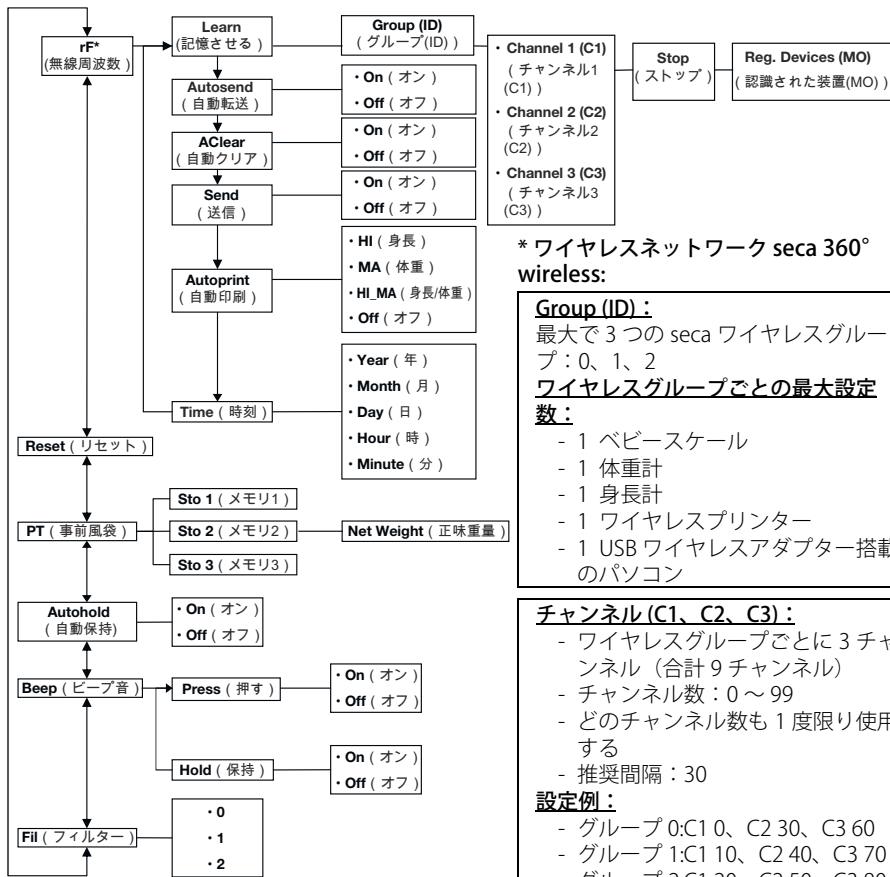 rF*
(無線周波数 )
Learn
(記憶させる )
Group (ID)
( グループ(ID) )
・Channel 1 (C1)
( チャンネル1
(C1) )
・Channel 2 (C2)
( チャンネル2
(C2) )
・Channel 3 (C3)
( チャンネル3
(C3) )
Stop
( ストップ )
Reg. Devices (MO)
( 認識された装置(MO) )
Autosend
( 自動転送 )
・On ( オン )
・Off ( オフ )
AClear
( 自動クリア )
・On ( オン )
・Off ( オフ )
Send
( 送信 )
・On ( オン )
・Off ( オフ )
Autoprint
( 自動印刷 )
・HI ( 身長 )
・MA ( 体重 )
・HI_MA ( 身長/体重 )
・Off ( オフ )
Time ( 時刻 )
・Year ( 年 )
・Month ( 月 )
・Day ( 日 )
・Hour ( 時 )
・Minute ( 分 )
Reset ( リセット )
PT ( 事前風袋 )
Sto 1 ( メモリ1 )
Sto 2 ( メモリ2 )
Net Weight ( 正味重量 )
Sto 3 ( メモリ3 )
Autohold
( 自動保持)
・On ( オン )
・Off ( オフ )
Beep ( ビープ音 )
Press ( 押す )
・On ( オン )
・Off ( オフ )
Hold ( 保持 )
・On ( オン )
・Off ( オフ )
Fil ( フィルター )
・0
・1
・2
* ワイヤレスネットワーク seca 360°
wireless:
Group (ID)：
最大で 3 つの seca ワイヤレスグルー
プ：0、1、2
ワイヤレスグループごとの最大設定
数：
- 1 ベビースケール
- 1 体重計
- 1 身長計
- 1 ワイヤレスプリンター
- 1 USB ワイヤレスアダプター搭載
のパソコン
チャンネル (C1、C2、C3)：
- ワイヤレスグループごとに 3 チャ
ンネル（合計 9 チャンネル）
- チャンネル数：0 ～ 99
- どのチャンネル数も 1 度限り使用
する
- 推奨間隔：30
設定例：
- グループ 0:C1 0、C2 30、C3 60
- グループ 1:C1 10、C2 40、C3 70